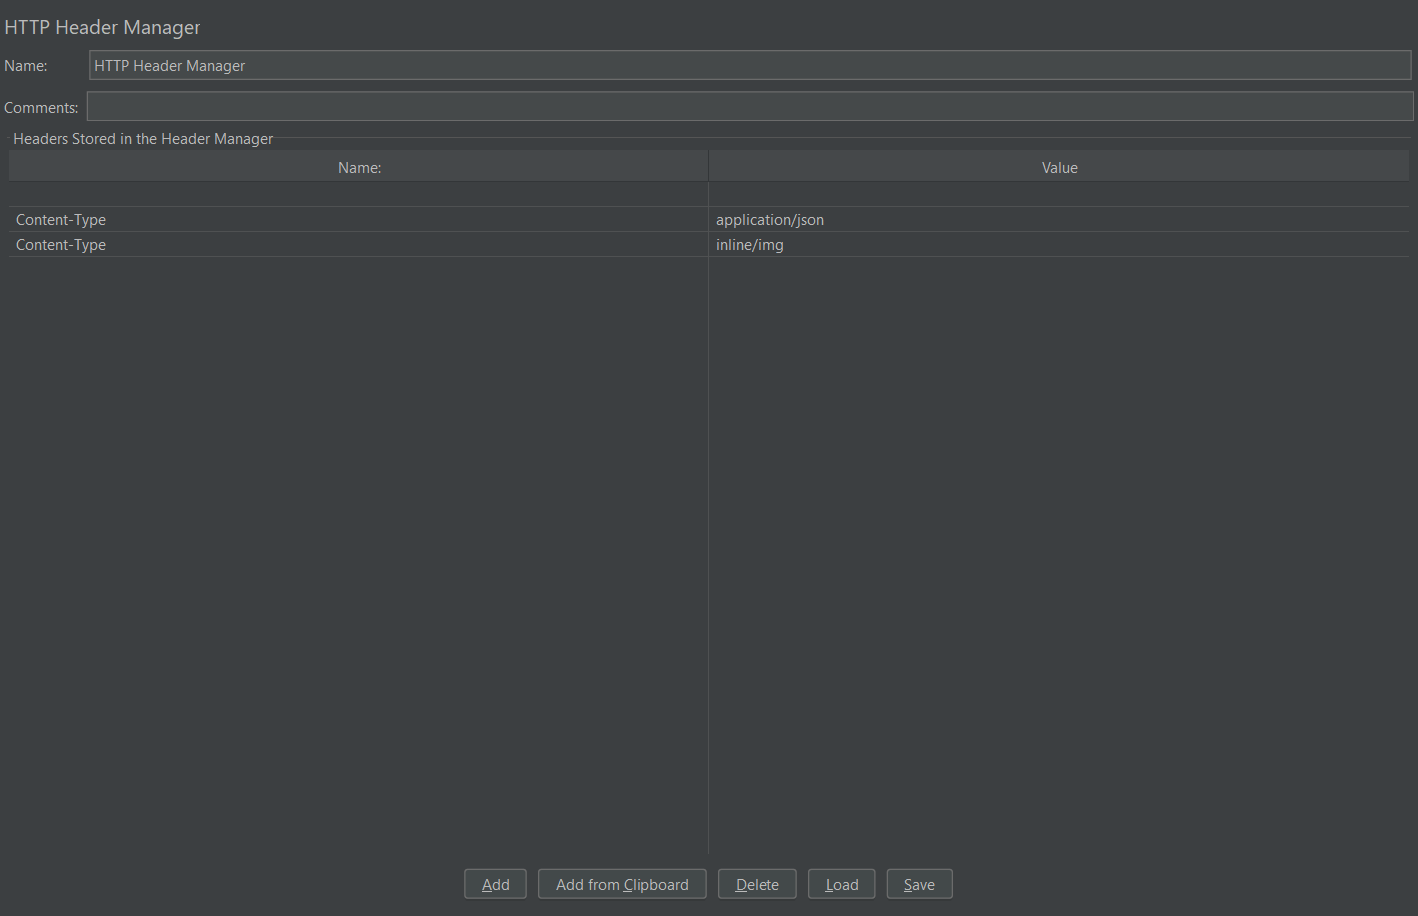 HTTP Header Manager
Name: HTTP Header Manager
Comments:
Headers Stored in the Header Manager
Name: Value
Content-Type application/json
Content-Type inline/img
Add Add from Clipboard Delete Load Save